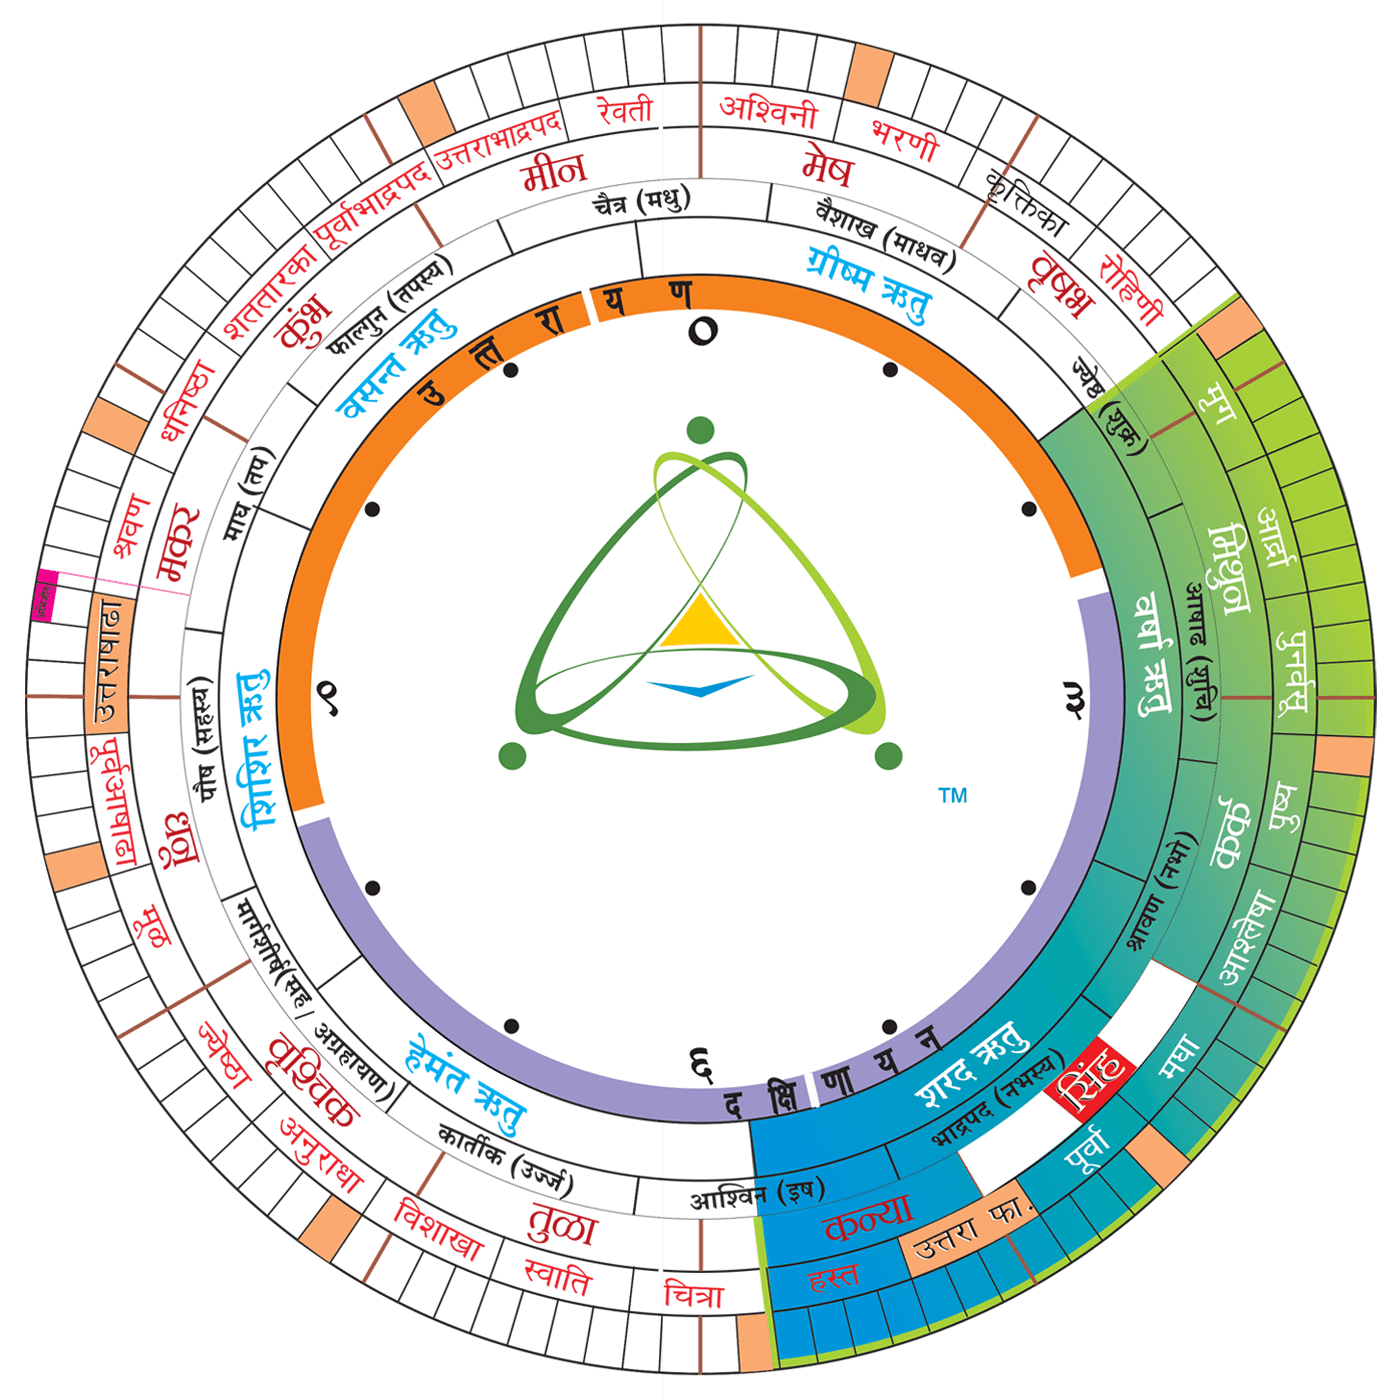 अश्विनी
भरणी
कृत्तिका
रोहिणी
मृग
आर्द्रा
पुनर्वसू
पुष्य
आश्लेषा
मघा
पूर्वा
उत्तरा फा.
हस्त
चित्रा
स्वाति
विशाखा
अनुराधा
ज्येष्ठा
मूळ
पूर्वआषाढा
उत्तराषाढा
श्रवण
धनिष्ठा
शततारका
पूर्वाभाद्रपद
उत्तराभाद्रपद
रेवती
मेष
वृषभ
मिथुन
कर्क
सिंह
कन्या
तुळा
वृश्चिक
धनू
मकर
कुंभ
मीन
चैत्र (मधु)
वैशाख (माधव)
ज्येष्ठ (शुक्र)
आषाढ (शुचि)
श्रावण (नभो)
भाद्रपद (नभस्य)
आश्विन (इष)
कार्तीक (उर्ज्ज)
मार्गशीर्ष(सह / अग्रहायण)
पौष (सहस्य)
माघ (तप)
फाल्गुन (तपस्य)
ग्रीष्म ऋतु
वर्षा ऋतु
शरद ऋतु
हेमंत ऋतु
शिशिर ऋतु
वसन्त ऋतु
उ त्त रा य ण
द क्षि णा य न
०
३
६
९
TM